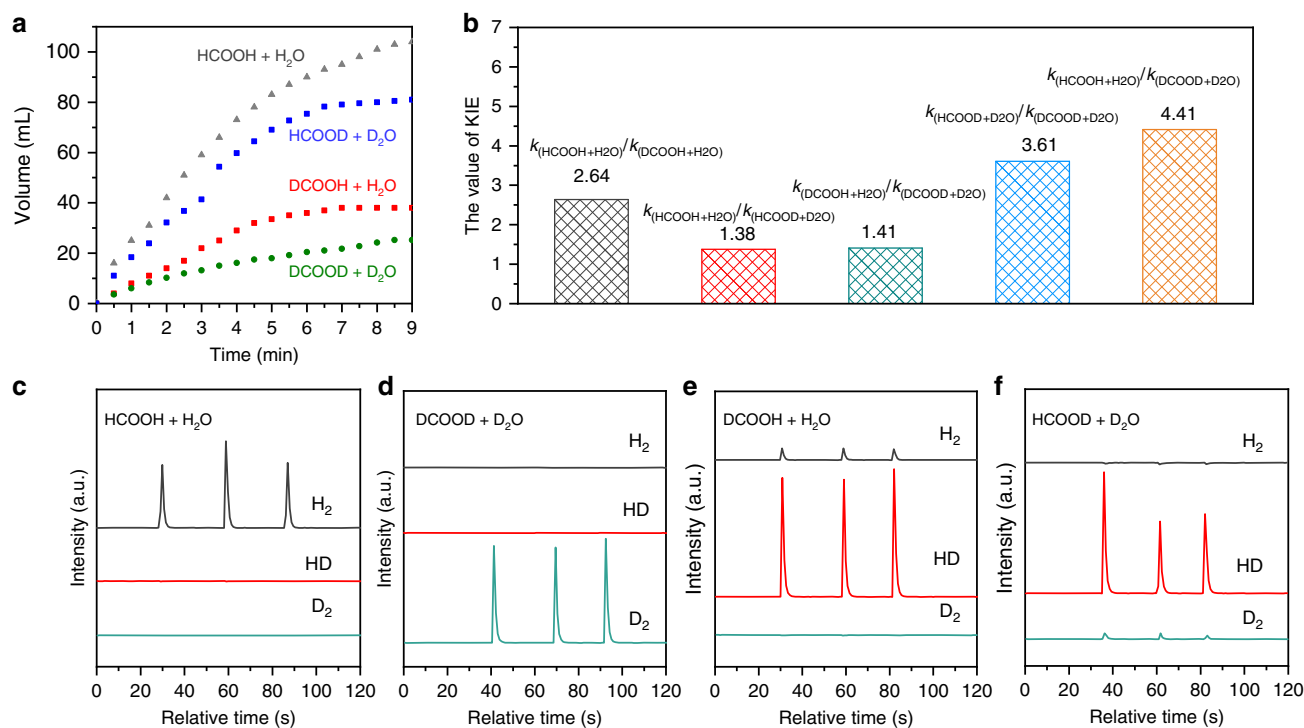 a
Volume (mL)
100
80
60
40
20
0
HCOOH + H2O
HCOOD + D2O
DCOOH + H2O
DCOOD + D2O
0 1 2 3 4 5 6 7 8 9
Time (min)
b
The value of KIE
7
6
5
4
3
2
1
0
k(HCOOH+H2O)/k(DCOOH+H2O)
2.64
k(HCOOH+H2O)/k(HCOOD+D2O)
1.38
k(DCOOH+H2O)/k(DCOOD+D2O)
1.41
k(HCOOD+D2O)/k(DCOOD+D2O)
3.61
k(HCOOH+H2O)/k(DCOOD+D2O)
4.41
c
Intensity (a.u.)
HCOOH + H2O
H2
HD
D2
0 20 40 60 80 100 120
Relative time (s)
d
Intensity (a.u.)
DCOOD + D2O
H2
HD
D2
0 20 40 60 80 100 120
Relative time (s)
e
Intensity (a.u.)
DCOOH + H2O
H2
HD
D2
0 20 40 60 80 100 120
Relative time (s)
f
Intensity (a.u.)
HCOOD + D2O
H2
HD
D2
0 20 40 60 80 100 120
Relative time (s)